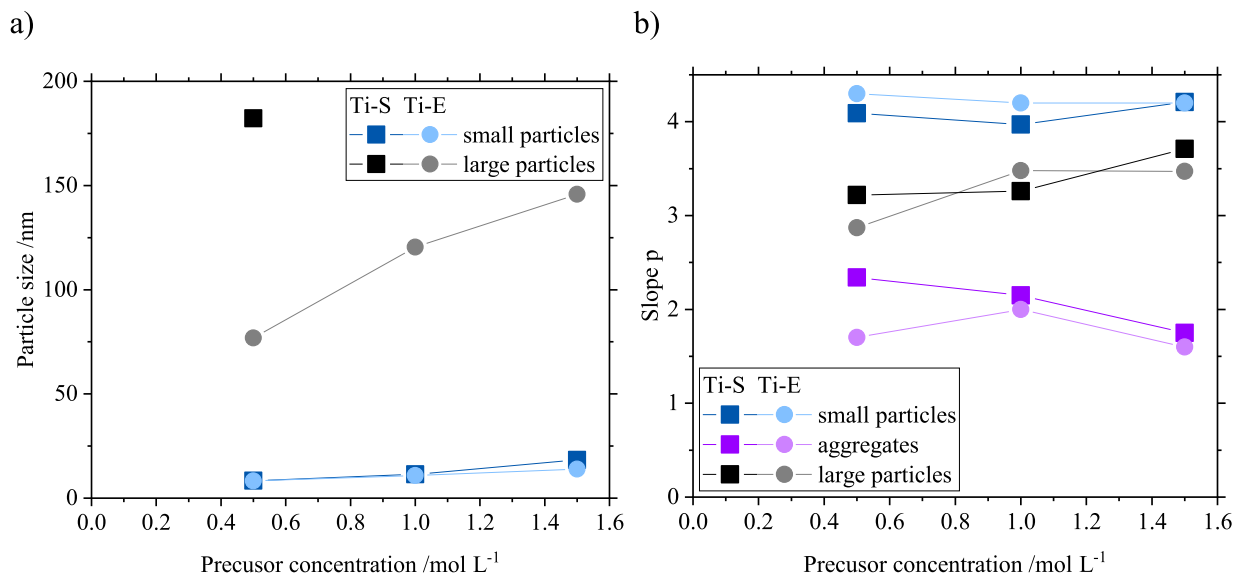 a)
200
150
100
50
0
Particle size /nm
0.0 0.2 0.4 0.6 0.8 1.0 1.2 1.4 1.6
Precusor concentration /mol L⁻¹
Ti-S Ti-E
small particles
large particles
b)
4
3
2
1
0
Slope p
0.0 0.2 0.4 0.6 0.8 1.0 1.2 1.4 1.6
Precusor concentration /mol L⁻¹
Ti-S Ti-E
small particles
aggregates
large particles